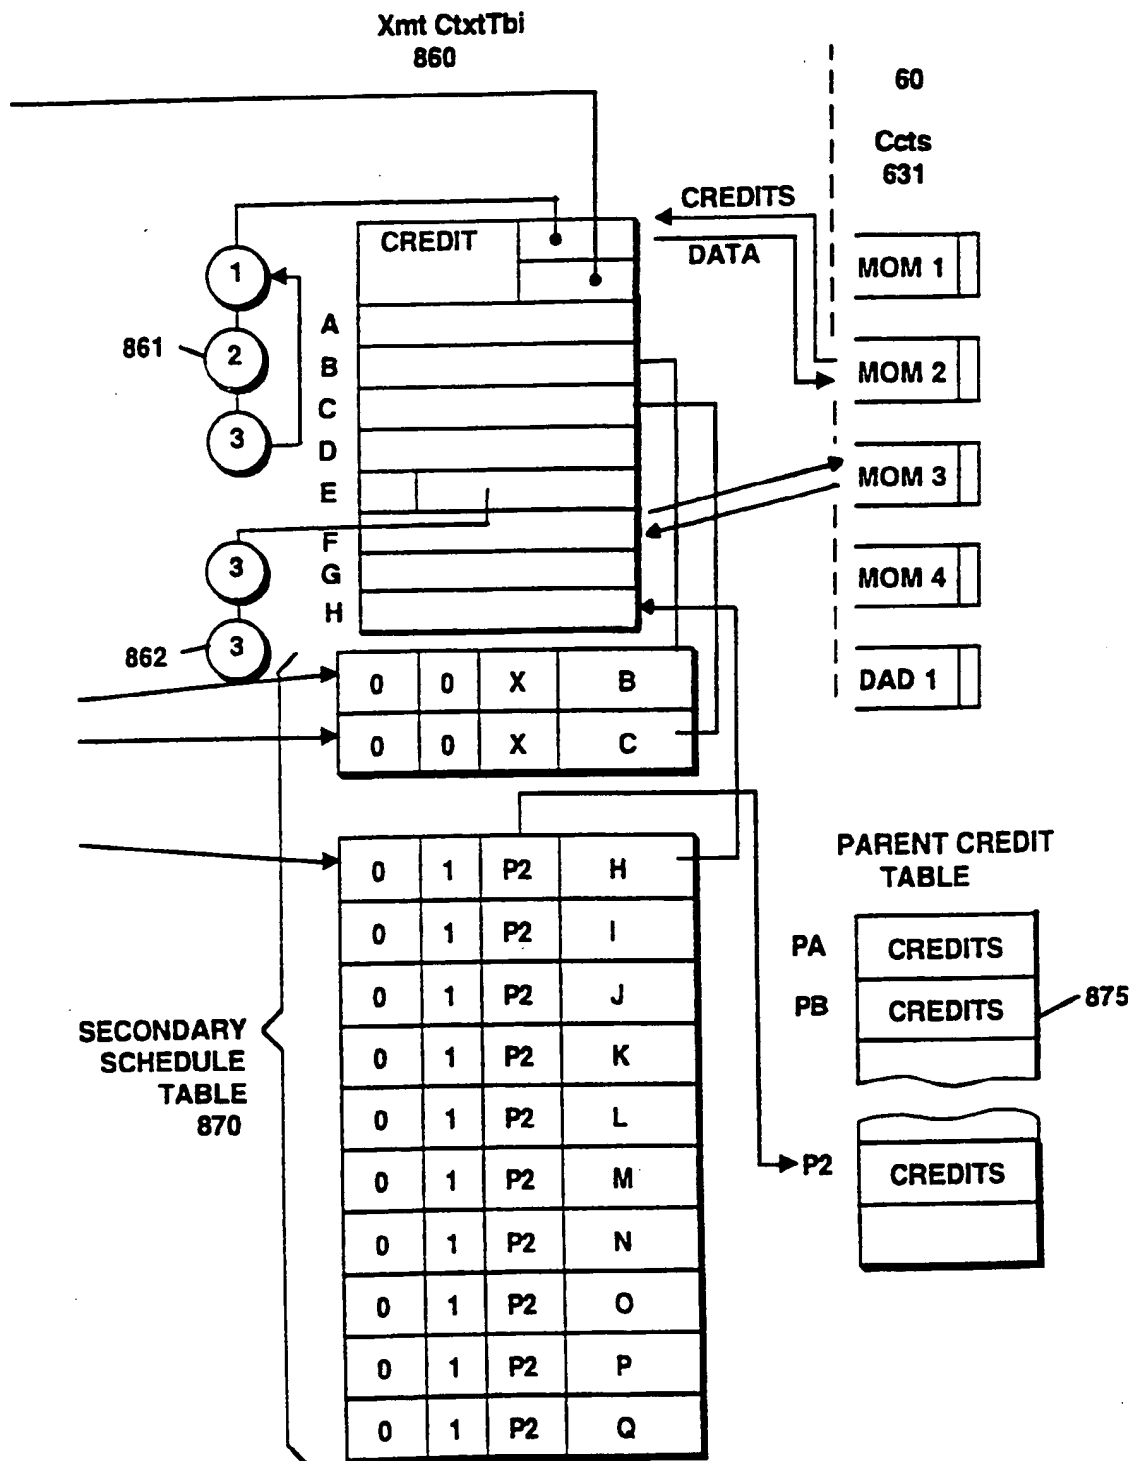 Xmt CtxtTbl
860
60
Ccts
631
CREDITS
DATA
CREDIT
A
B
C
D
E
F
G
H
1
2
3
861
3
3
862
MOM 1
MOM 2
MOM 3
MOM 4
DAD 1
0 0 X B
0 0 X C
0 1 P2 H
0 1 P2 I
0 1 P2 J
0 1 P2 K
0 1 P2 L
0 1 P2 M
0 1 P2 N
0 1 P2 O
0 1 P2 P
0 1 P2 Q
SECONDARY
SCHEDULE
TABLE
870
PARENT CREDIT
TABLE
PA CREDITS
PB CREDITS
875
P2 CREDITS